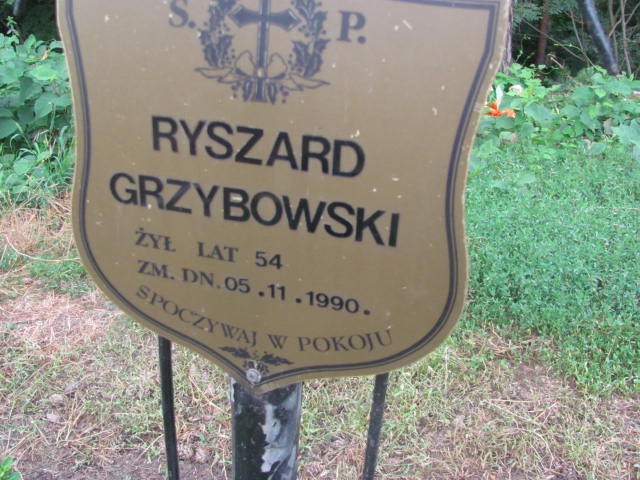 S. P.
RYSZARD
GRZYBOWSKI
ŻYŁ LAT 54
ZM. DN. 05.11.1990.
SPOCZYWAJ W POKOJU